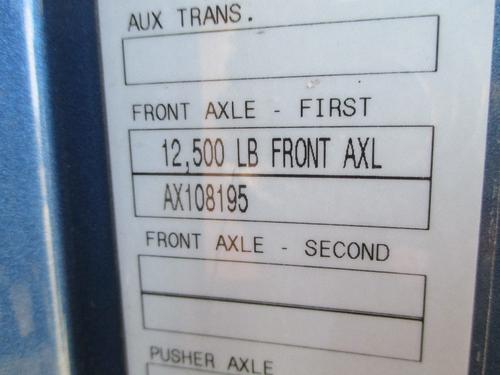 AUX TRANS.
FRONT AXLE - FIRST
12,500 LB FRONT AXL
AX108195
FRONT AXLE - SECOND
PUSHER AXLE